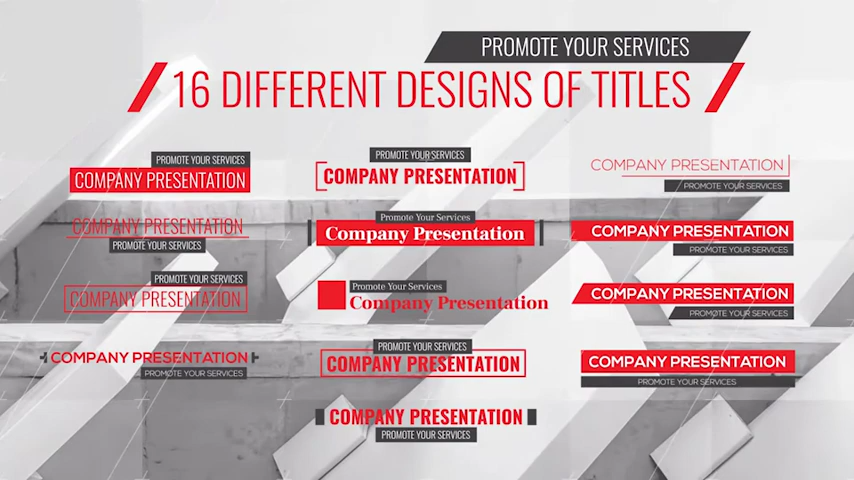 PROMOTE YOUR SERVICES
16 DIFFERENT DESIGNS OF TITLES
PROMOTE YOUR SERVICES
COMPANY PRESENTATION
COMPANY PRESENTATION
PROMOTE YOUR SERVICES
PROMOTE YOUR SERVICES
COMPANY PRESENTATION
COMPANY PRESENTATION
PROMOTE YOUR SERVICES
PROMOTE YOUR SERVICES
COMPANY PRESENTATION
Promote Your Services
Company Presentation
Promote Your Services
Company Presentation
PROMOTE YOUR SERVICES
COMPANY PRESENTATION
COMPANY PRESENTATION
PROMOTE YOUR SERVICES
COMPANY PRESENTATION
PROMOTE YOUR SERVICES
COMPANY PRESENTATION
PROMOTE YOUR SERVICES
COMPANY PRESENTATION
PROMOTE YOUR SERVICES
COMPANY PRESENTATION
PROMOTE YOUR SERVICES